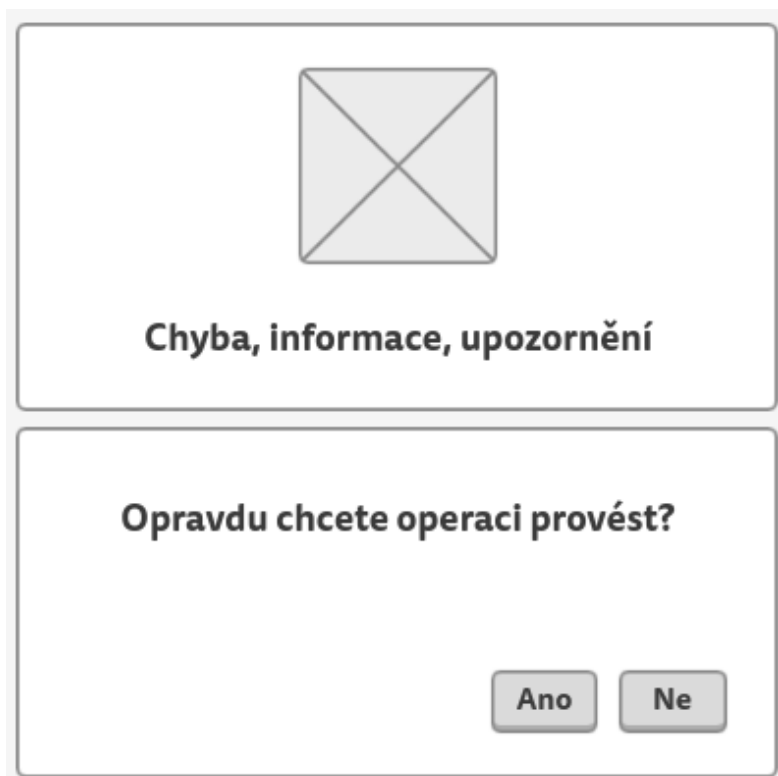 Chyba, informace, upozornění
Opravdu chcete operaci provést?
Ano Ne